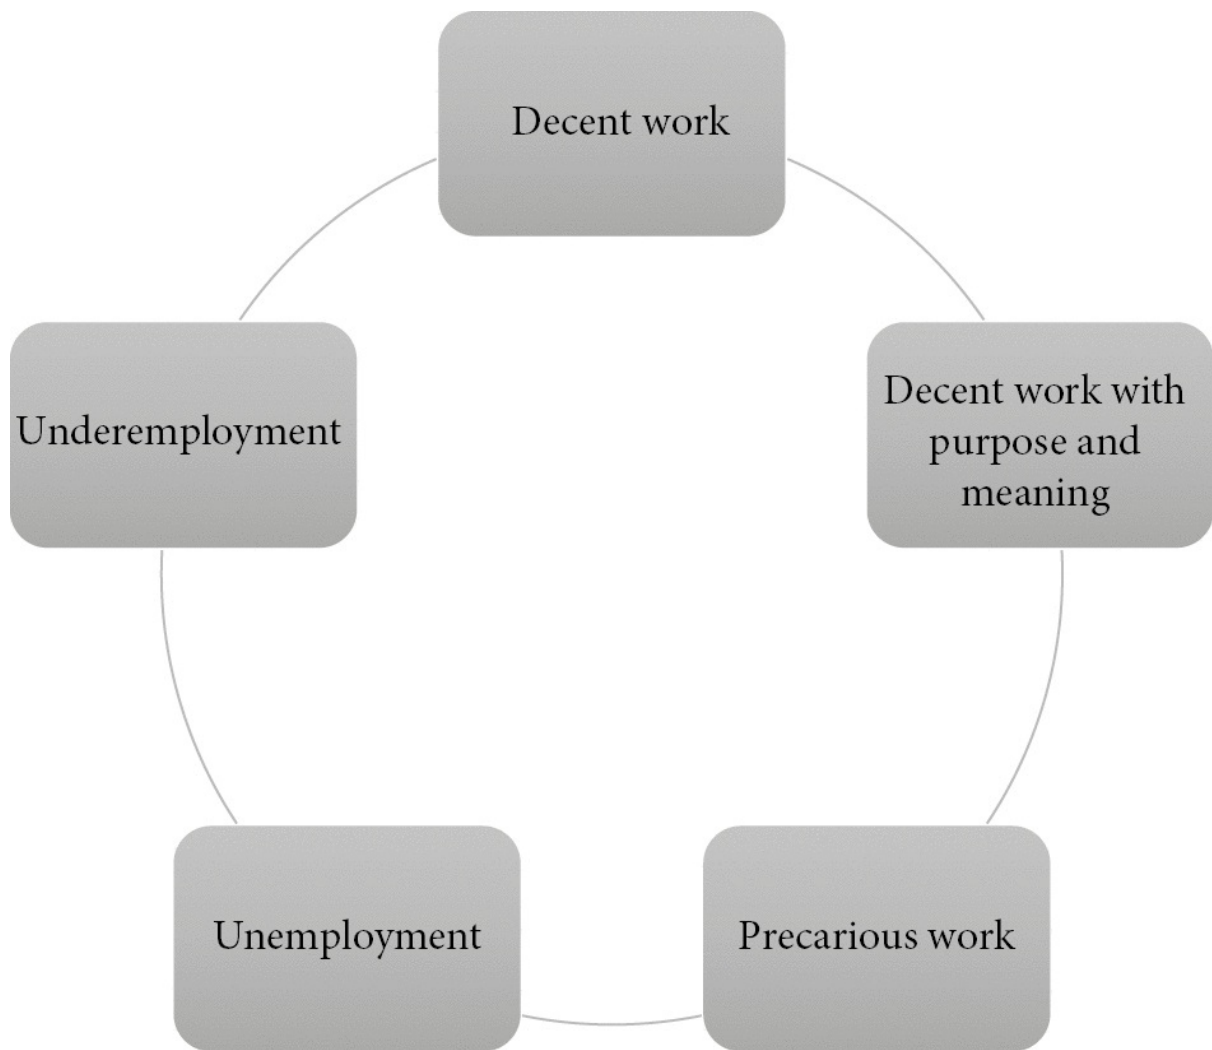 Decent work
Decent work with
purpose and
meaning
Underemployment
Unemployment
Precarious work